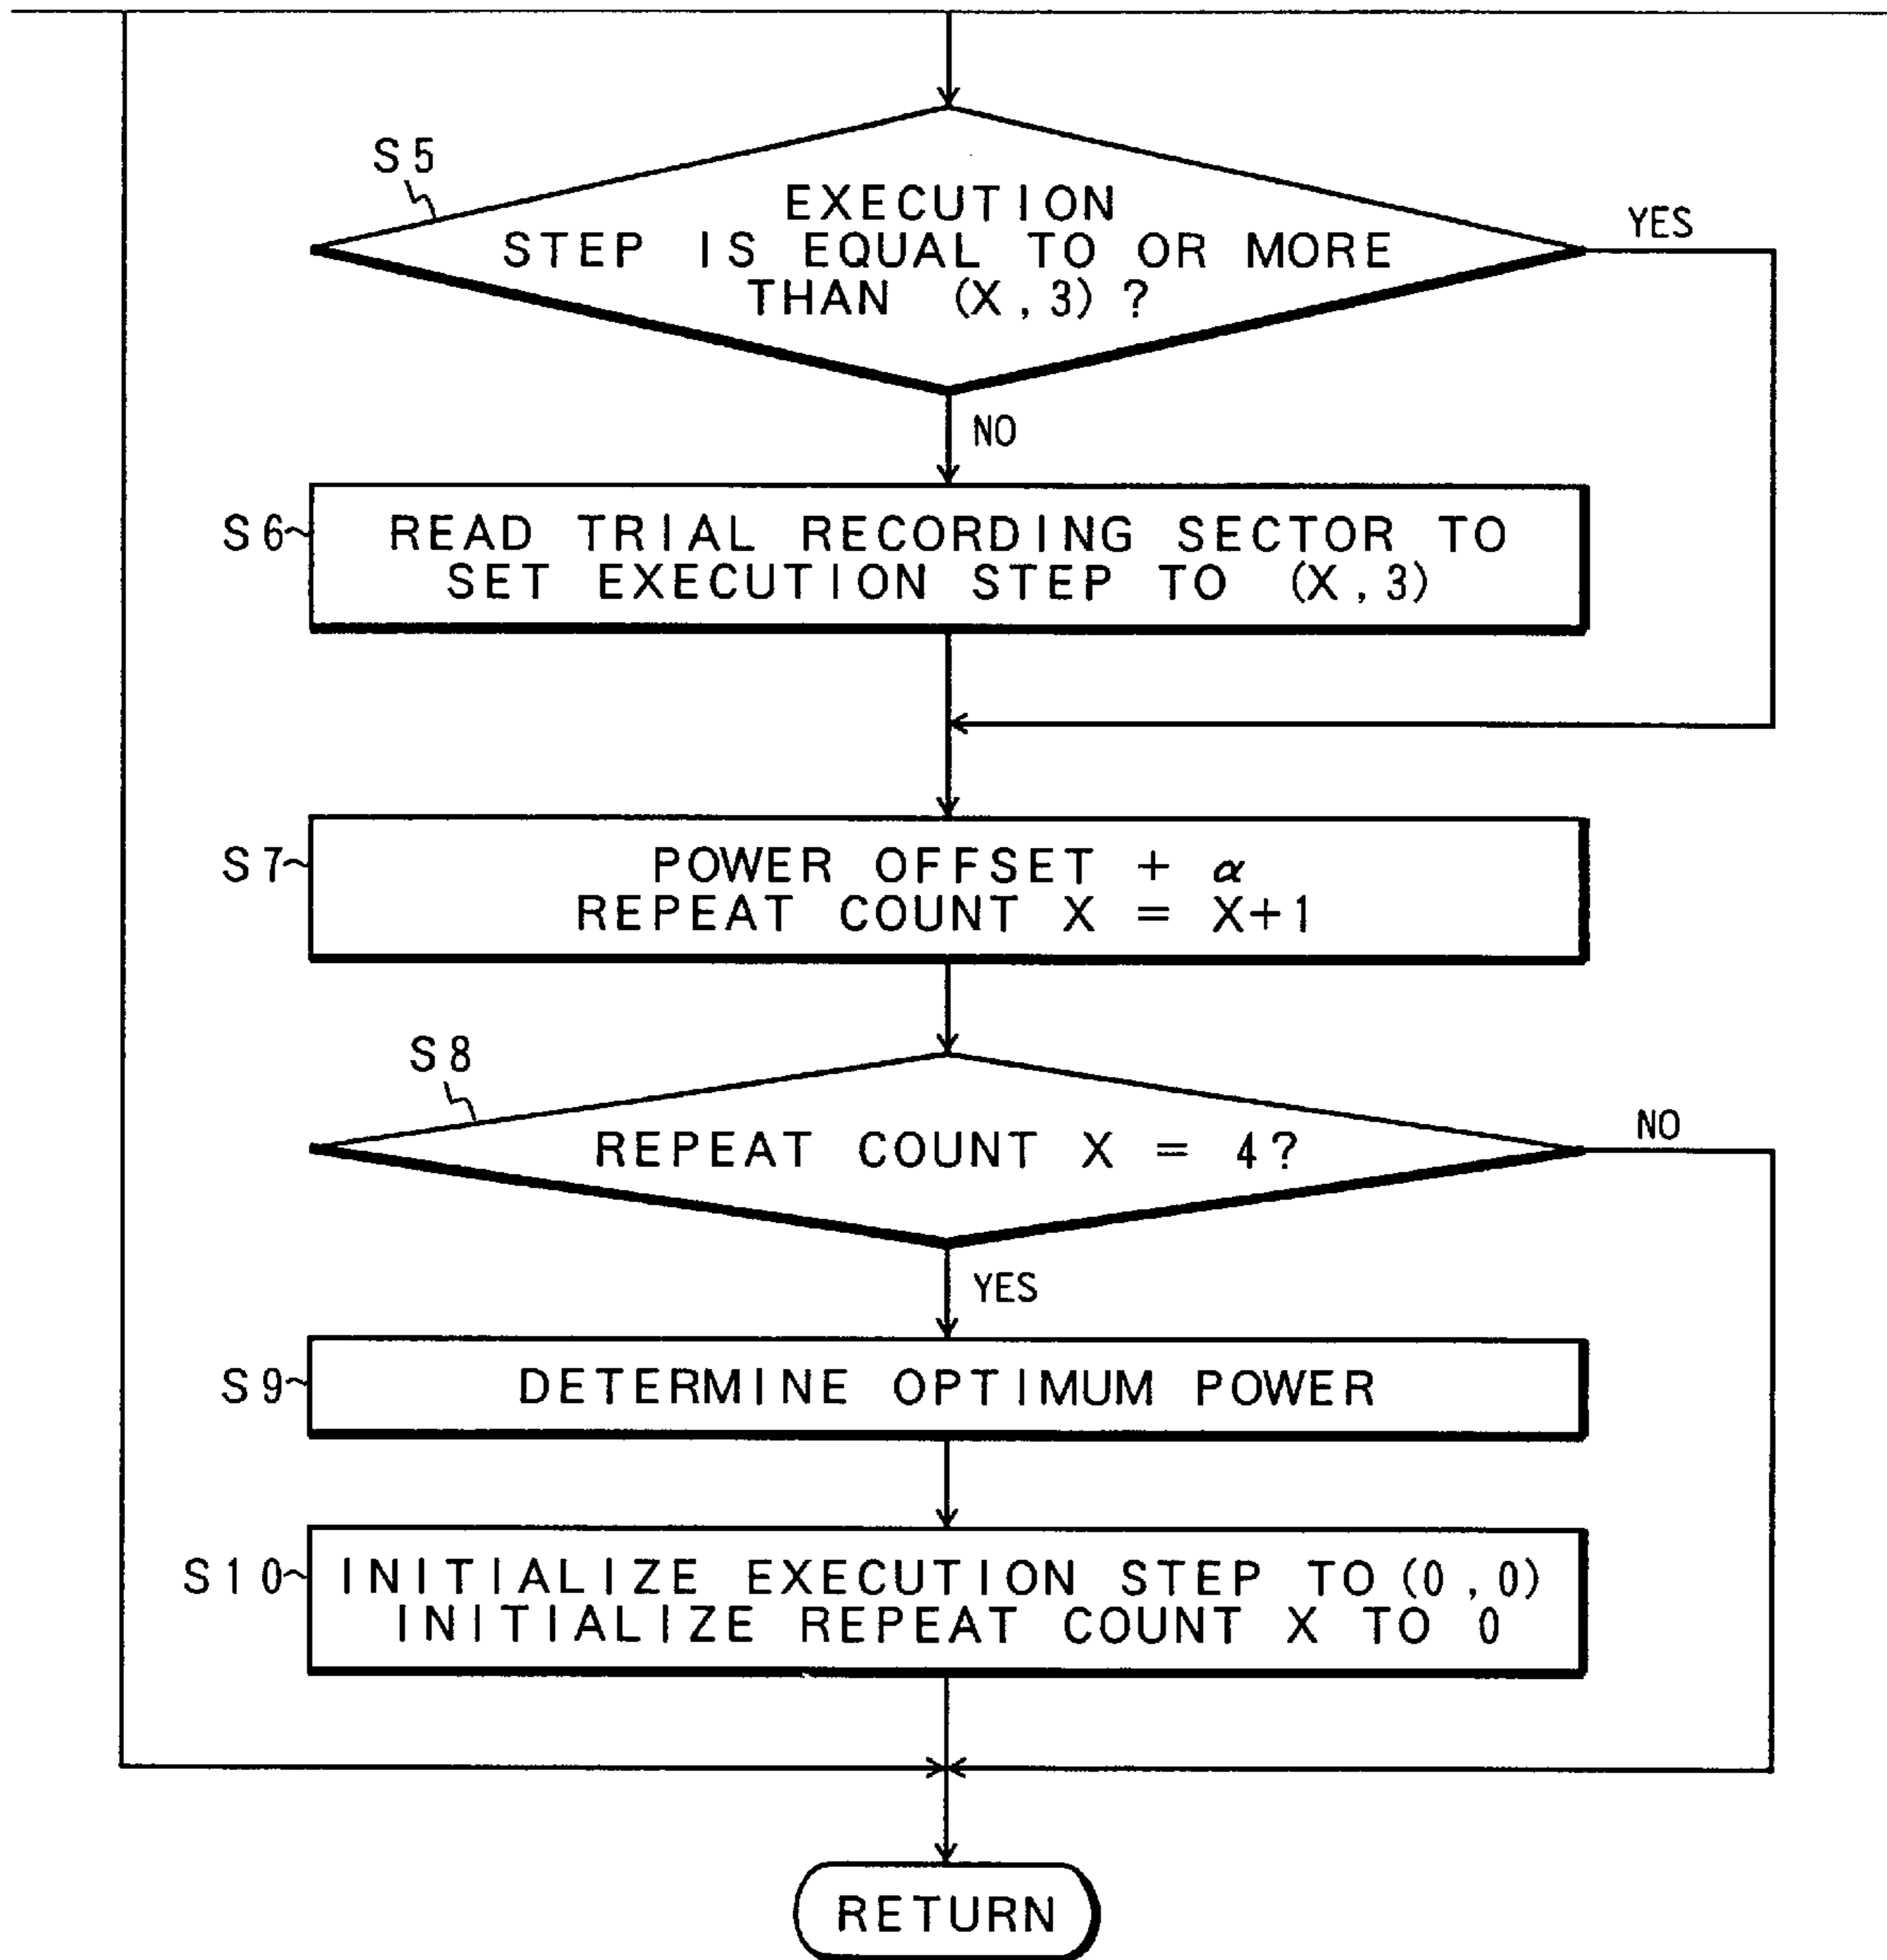 S5
EXECUTION
STEP IS EQUAL TO OR MORE
THAN (X,3)?
YES
NO
S6
READ TRIAL RECORDING SECTOR TO
SET EXECUTION STEP TO (X,3)
S7
POWER OFFSET + α
REPEAT COUNT X = X+1
S8
REPEAT COUNT X = 4?
NO
YES
S9
DETERMINE OPTIMUM POWER
S10
INITIALIZE EXECUTION STEP TO (0,0)
INITIALIZE REPEAT COUNT X TO 0
RETURN